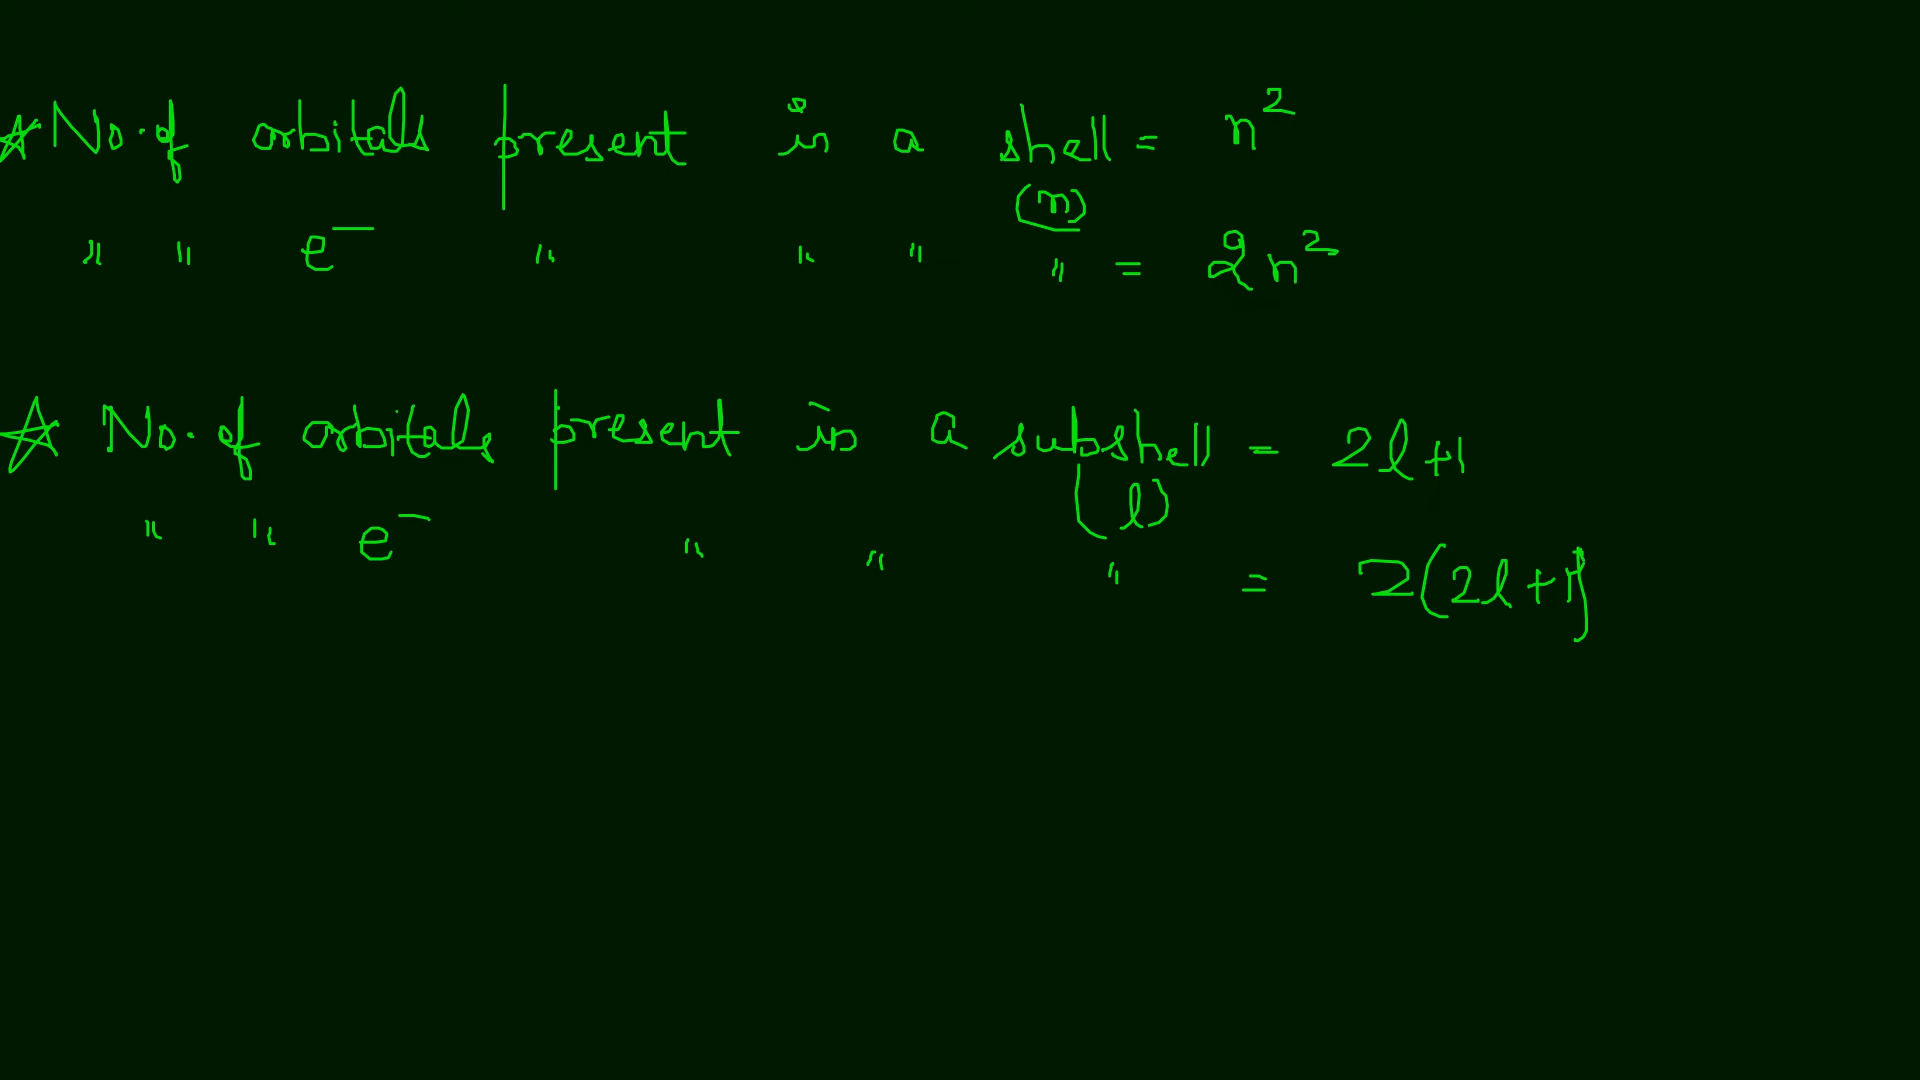 ☆ No. of orbitals present in a shell = n²
(n)
" " e⁻ " " " " = 2n²
☆ No. of orbitals present in a subshell = 2l+1
(l)
" " e⁻ " " " = 2(2l+1)